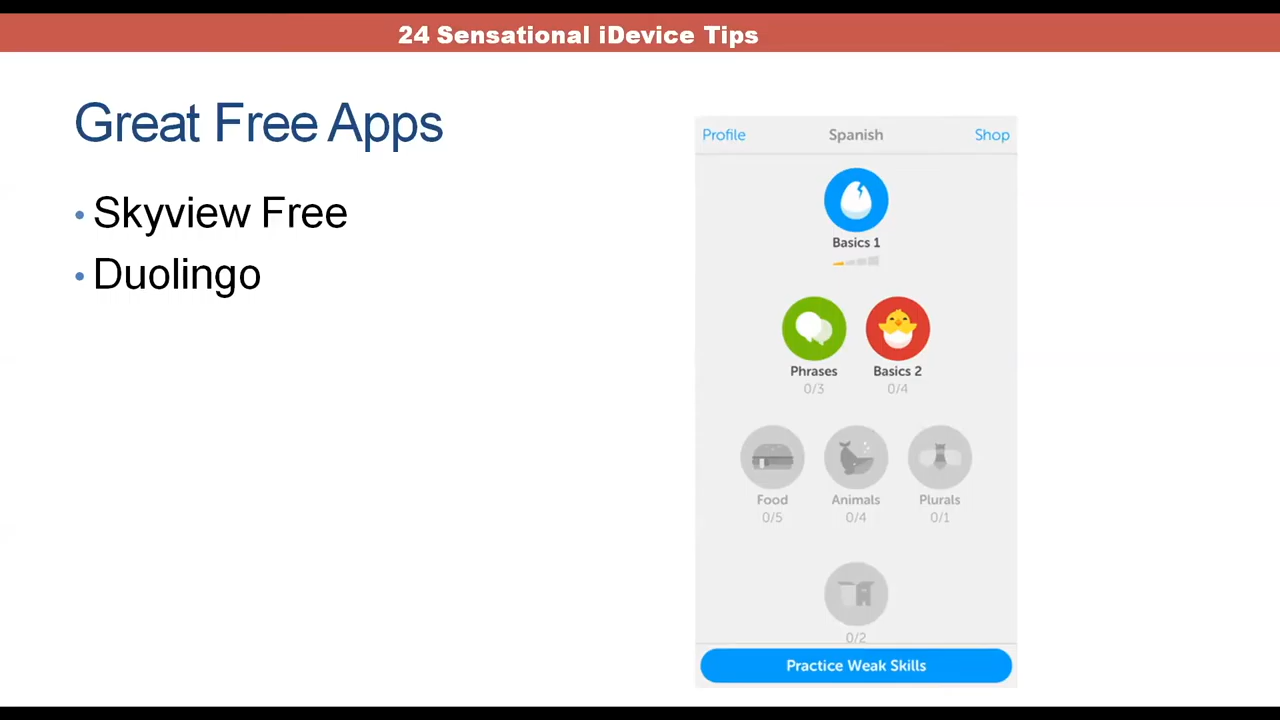 24 Sensational iDevice Tips
Great Free Apps
• Skyview Free
• Duolingo
Profile Spanish Shop
Basics 1
Phrases Basics 2
0/3 0/4
Food Animals Plurals
0/5 0/4 0/1
0/2
Practice Weak Skills